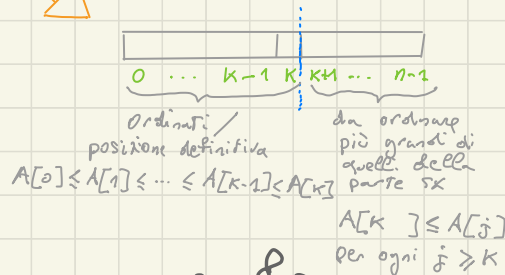 0 ... k-1 k k+1 ... n-1
Ordinati/
posizione definitiva
A[0] ≤ A[1] ≤ ... ≤ A[k-1] ≤ A[k]
da ordinare
più grandi di
quelli della
parte sx
A[k ] ≤ A[j]
per ogni j ≥ k